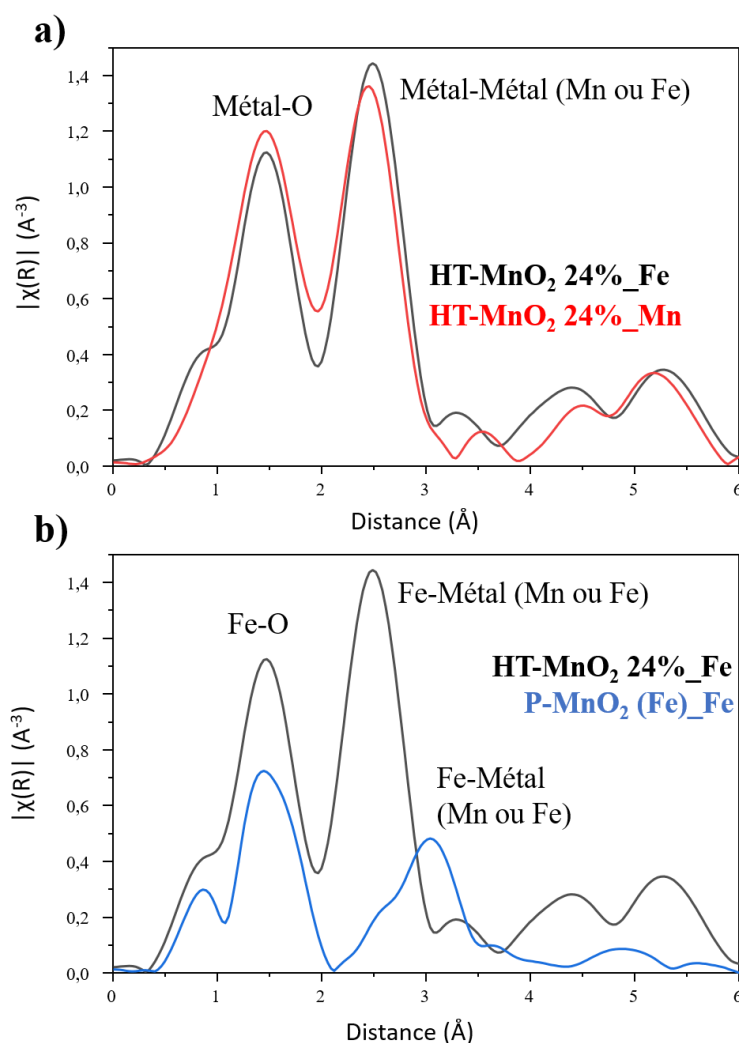 a)
1,4
1,2
1,0
0,8
0,6
0,4
0,2
0,0
|χ(R)| (A⁻³)
Métal-O
Métal-Métal (Mn ou Fe)
HT-MnO₂ 24%_Fe
HT-MnO₂ 24%_Mn
0 1 2 3 4 5 6
Distance (Å)
b)
1,4
1,2
1,0
0,8
0,6
0,4
0,2
0,0
|χ(R)| (A⁻³)
Fe-O
Fe-Métal (Mn ou Fe)
HT-MnO₂ 24%_Fe
P-MnO₂ (Fe)_Fe
Fe-Métal
(Mn ou Fe)
0 1 2 3 4 5 6
Distance (Å)